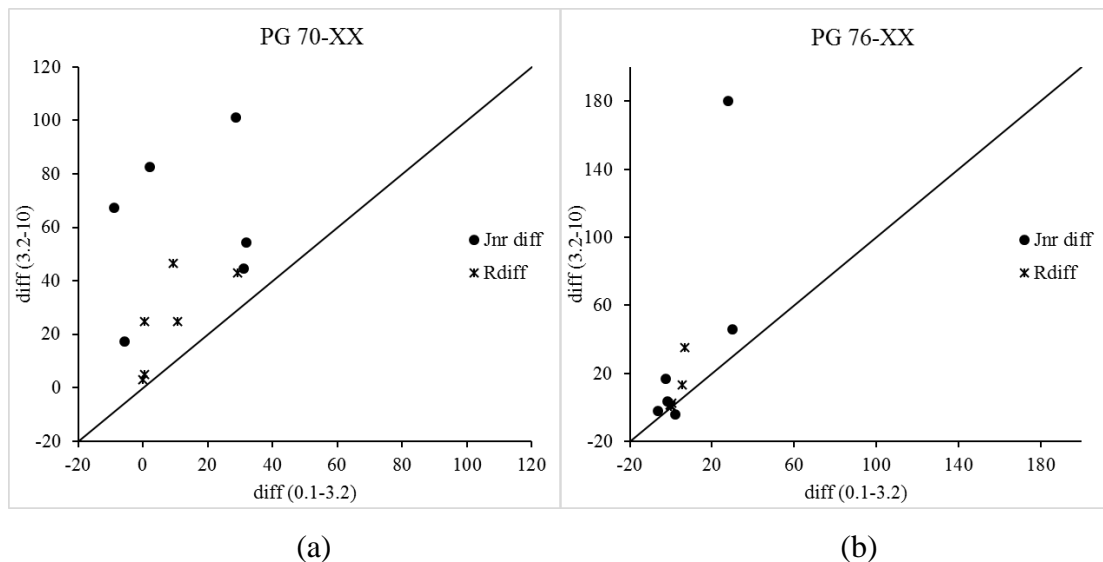 PG 70-XX
120
100
80
60
40
20
0
-20
-20 0 20 40 60 80 100 120
diff (3.2-10)
diff (0.1-3.2)
Jnr diff
Rdiff
(a)
PG 76-XX
180
140
100
60
20
-20
-20 20 60 100 140 180
diff (3.2-10)
diff (0.1-3.2)
Jnr diff
Rdiff
(b)